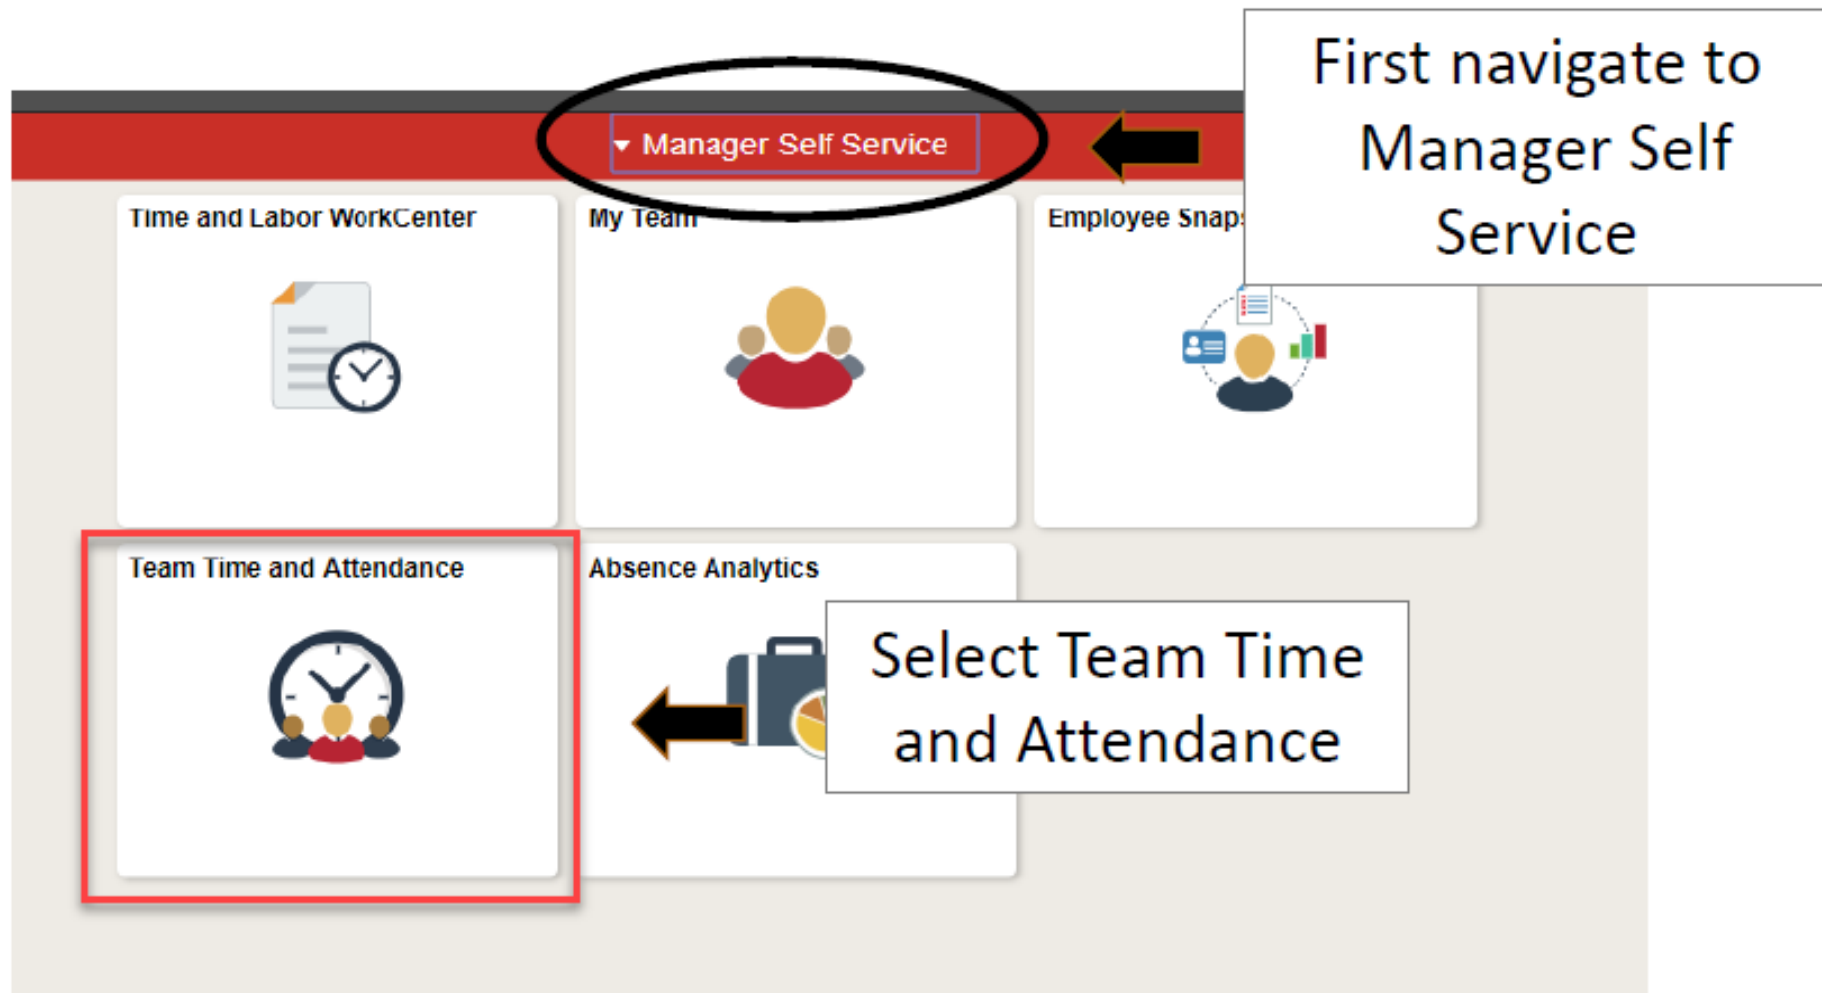 First navigate to
Manager Self
Service
Manager Self Service
Time and Labor WorkCenter
My Team
Employee
Team Time and Attendance
Absence Analytics
Select Team Time
and Attendance